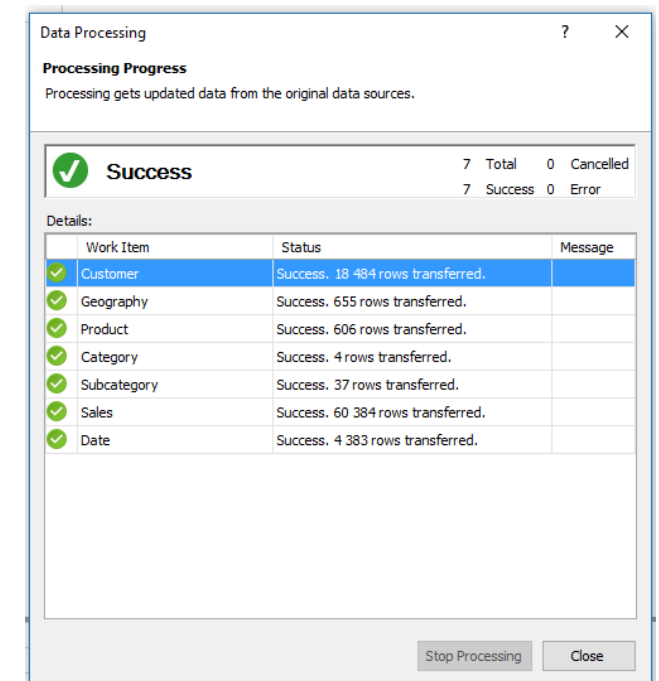 Data Processing ? ×
Processing Progress
Processing gets updated data from the original data sources.
Success 7 Total 0 Cancelled
7 Success 0 Error
Details:
Work Item Status Message
Customer Success. 18 484 rows transferred.
Geography Success. 655 rows transferred.
Product Success. 606 rows transferred.
Category Success. 4 rows transferred.
Subcategory Success. 37 rows transferred.
Sales Success. 60 384 rows transferred.
Date Success. 4 383 rows transferred.
Stop Processing Close